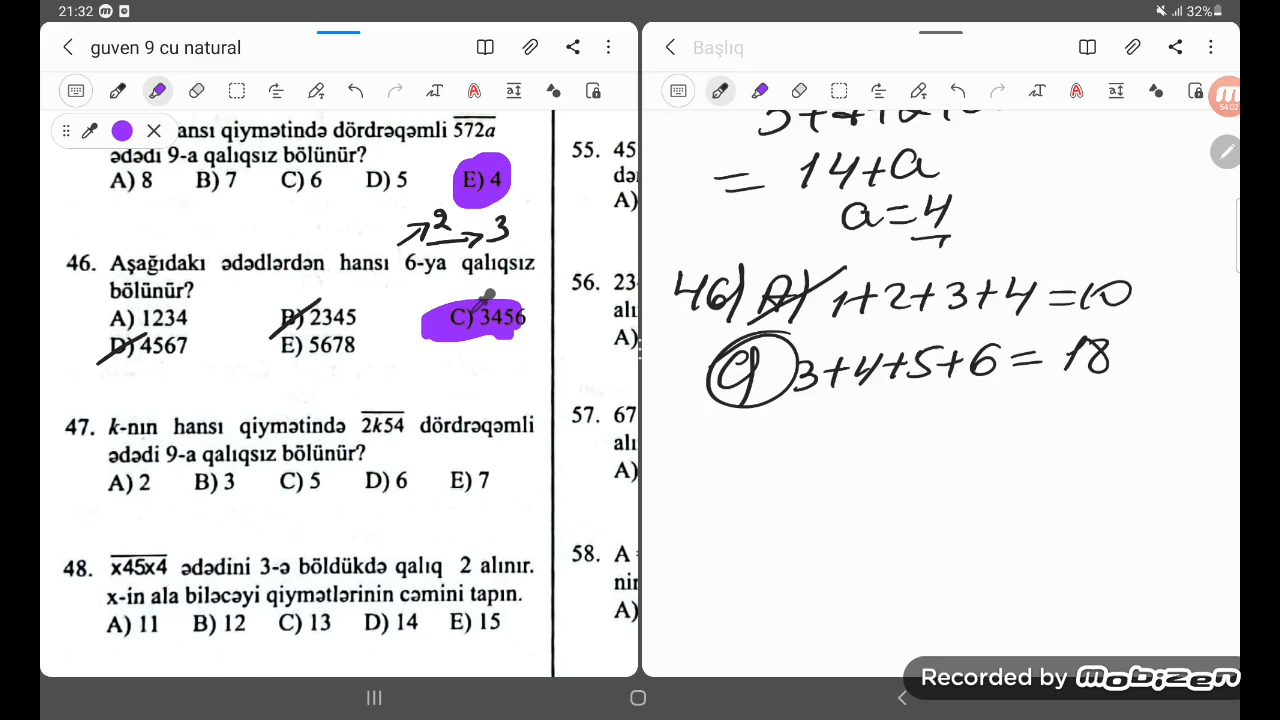 21:32
32%
guven 9 cu natural
hansı qiymətində dördrəqəmli 572a
ədədi 9-a qalıqsız bölünür?
A) 8 B) 7 C) 6 D) 5 E) 4
2 3
46. Aşağıdakı ədədlərdən hansı 6-ya qalıqsız
bölünür?
A) 1234 B) 2345 C) 3456
D) 4567 E) 5678
47. k-nın hansı qiymətində 2k54 dördrəqəmli
ədədi 9-a qalıqsız bölünür?
A) 2 B) 3 C) 5 D) 6 E) 7
48. x45x4 ədədini 3-ə böldükdə qalıq 2 alınır.
x-in ala biləcəyi qiymətlərinin cəmini tapın.
A) 11 B) 12 C) 13 D) 14 E) 15
55. 45
A)
56. 23
A)
57. 67
A)
58. A
A)
Başlıq
54:02
= 14+a
a=4
46) A) 1+2+3+4=10
C) 3+4+5+6=18
Recorded by mobizen